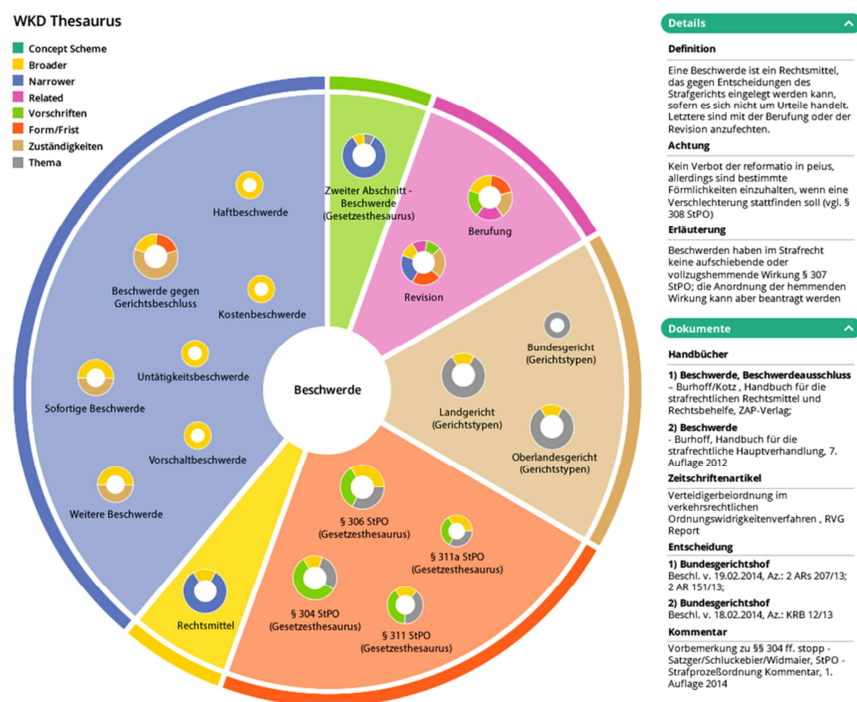 WKD Thesaurus
Concept Scheme
Broader
Narrower
Related
Vorschriften
Form/Frist
Zuständigkeiten
Thema
Zweiter Abschnitt -
Beschwerde
(Gesetzesthesaurus)
Haftbeschwerde
Berufung
Beschwerde gegen
Gerichtsbeschluss
Revision
Kostenbeschwerde
Bundesgericht
(Gerichtstypen)
Untätigkeitsbeschwerde
Beschwerde
Sofortige Beschwerde
Landgericht
(Gerichtstypen)
Vorschaltbeschwerde
Oberlandesgericht
(Gerichtstypen)
Weitere Beschwerde
§ 306 StPO
(Gesetzesthesaurus)
§ 311a StPO
(Gesetzesthesaurus)
Rechtsmittel
§ 304 StPO
(Gesetzesthesaurus)
§ 311 StPO
(Gesetzesthesaurus)
Details
Definition
Eine Beschwerde ist ein Rechtsmittel,
das gegen Entscheidungen des
Strafgerichts eingelegt werden kann,
sofern es sich nicht um Urteile handelt.
Letztere sind mit der Berufung oder der
Revision anzufechten.
Achtung
Kein Verbot der reformatio in peius,
allerdings sind bestimmte
Förmlichkeiten einzuhalten, wenn eine
Verschlechterung stattfinden soll (vgl. §
308 StPO)
Erläuterung
Beschwerden haben im Strafrecht
keine aufschiebende oder
vollzugshemmende Wirkung § 307
StPO; die Anordnung der hemmenden
Wirkung kann aber beantragt werden
Dokumente
Handbücher
1) Beschwerde, Beschwerdeausschluss
– Burhoff/Kotz , Handbuch für die
strafrechtlichen Rechtsmittel und
Rechtsbehelfe, ZAP-Verlag;
2) Beschwerde
- Burhoff, Handbuch für die
strafrechtliche Hauptverhandlung, 7.
Auflage 2012
Zeitschriftenartikel
Verteidigerbeiordnung im
verkehrsrechtlichen
Ordnungswidrigkeitenverfahren , RVG
Report
Entscheidung
1) Bundesgerichtshof
Beschl. v. 19.02.2014, Az.: 2 ARs 207/13;
2 AR 151/13;
2) Bundesgerichtshof
Beschl. v. 18.02.2014, Az.: KRB 12/13
Kommentar
Vorbemerkung zu §§ 304 ff. stopp -
Satzger/Schluckebier/Widmaier, StPO -
Strafprozeßordnung Kommentar, 1.
Auflage 2014